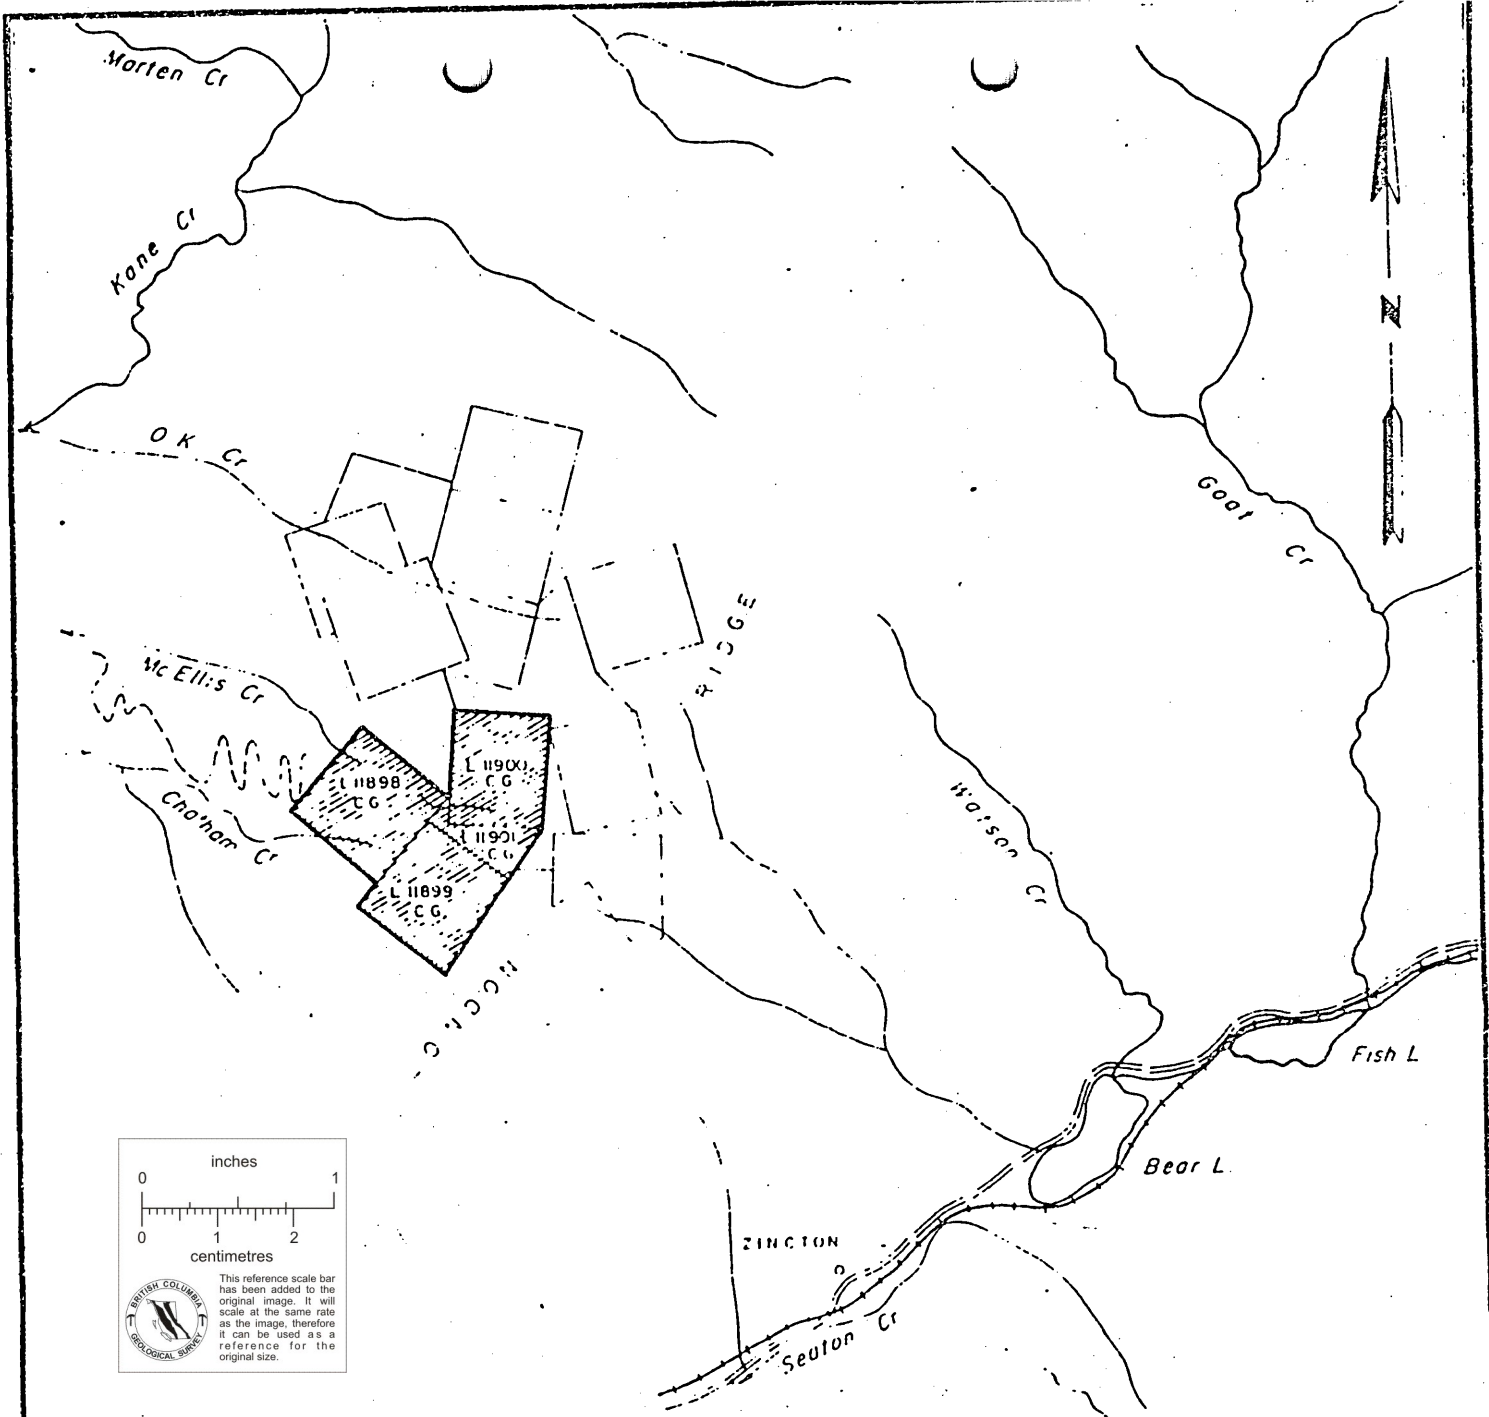 Morten Cr
Kane Cr
OK Cr
N
Goat Cr
RIDGE
McEllis Cr
L 11900
C G
L 11898
C G
L 11901
C G
L 11899
C G
Cr
Watson Cr
Fish L
Bear L.
ZINCTON
Seaton Cr
inches
0 1
0 1 2
centimetres
This reference scale bar
has been added to the
original image. It will
scale at the same rate
as the image, therefore
it can be used as a
reference for the
original size.
BRITISH COLUMBIA
GEOLOGICAL SURVEY